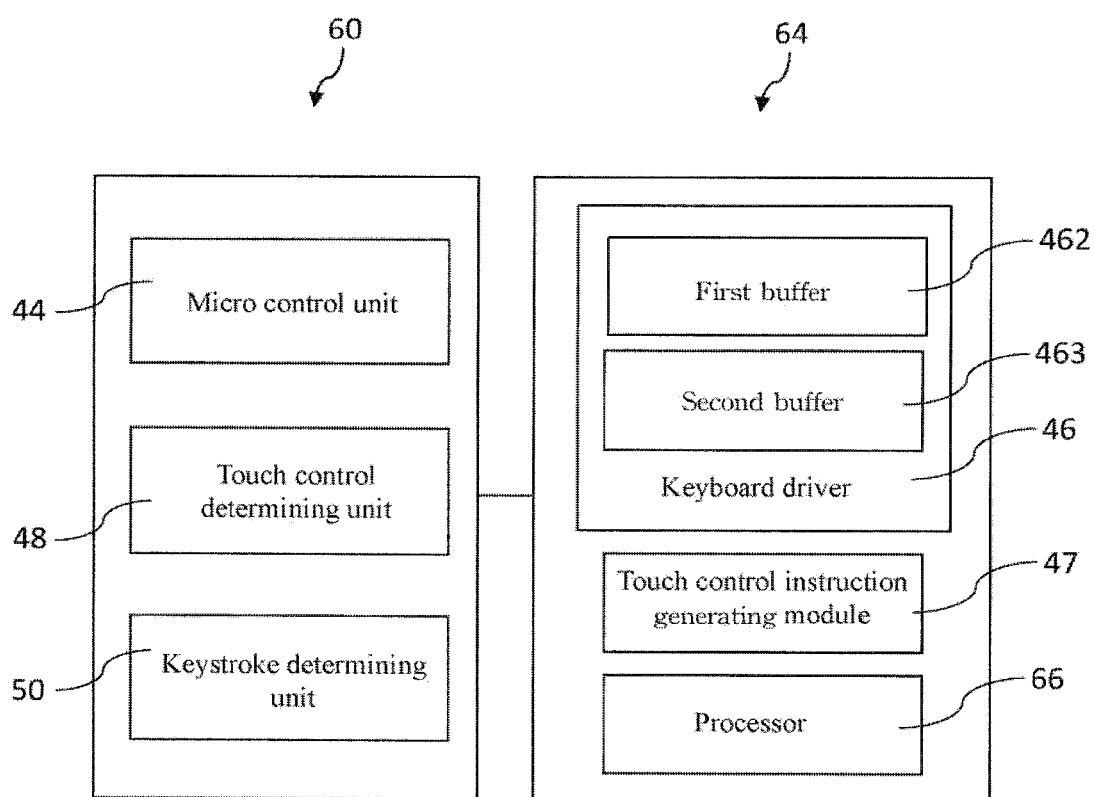 60
64
44
Micro control unit
48
Touch control
determining unit
50
Keystroke determining
unit
462
First buffer
463
Second buffer
46
Keyboard driver
47
Touch control instruction
generating module
66
Processor